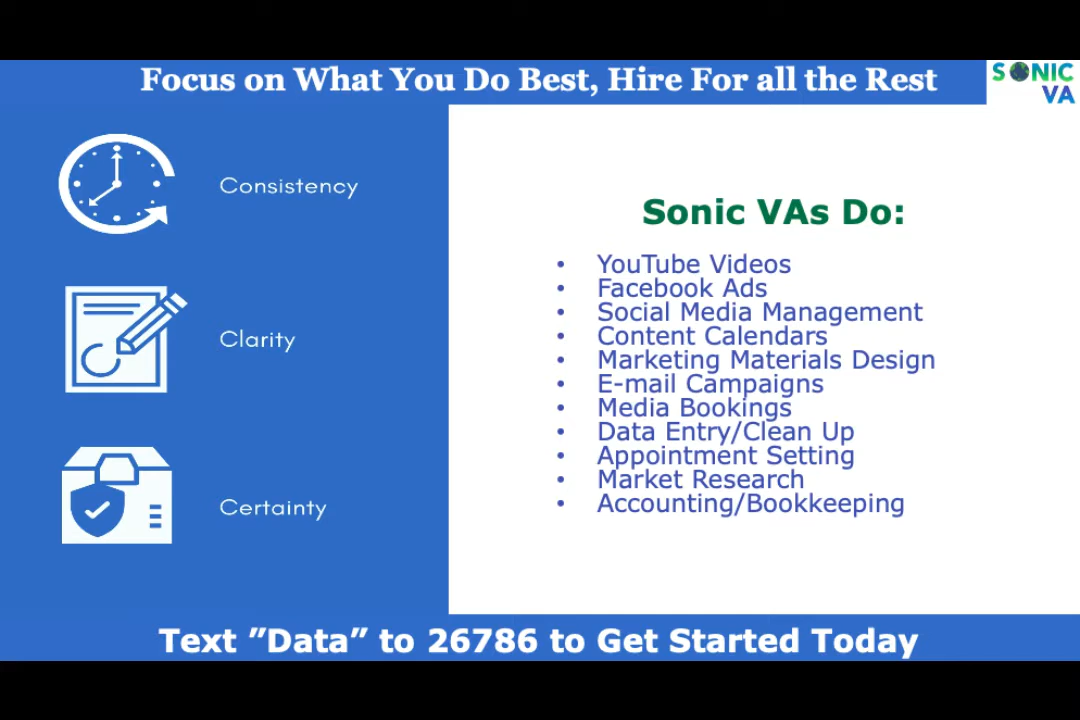 Focus on What You Do Best, Hire For all the Rest
SONIC
VA
Consistency
Clarity
Certainty
Sonic VAs Do:
• YouTube Videos
• Facebook Ads
• Social Media Management
• Content Calendars
• Marketing Materials Design
• E-mail Campaigns
• Media Bookings
• Data Entry/Clean Up
• Appointment Setting
• Market Research
• Accounting/Bookkeeping
Text ”Data” to 26786 to Get Started Today